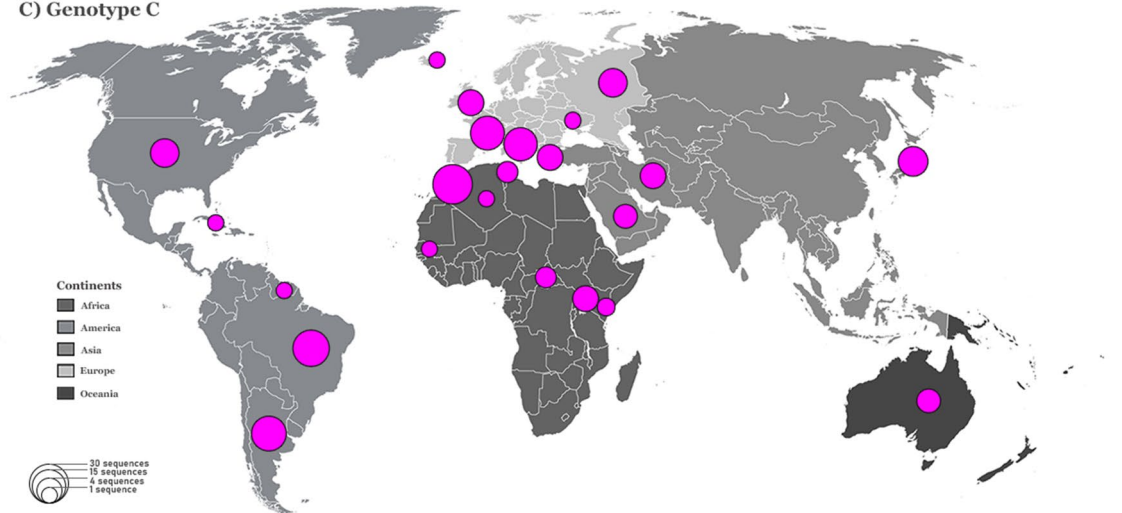 C) Genotype C
Continents
Africa
America
Asia
Europe
Oceania
30 sequences
15 sequences
4 sequences
1 sequence